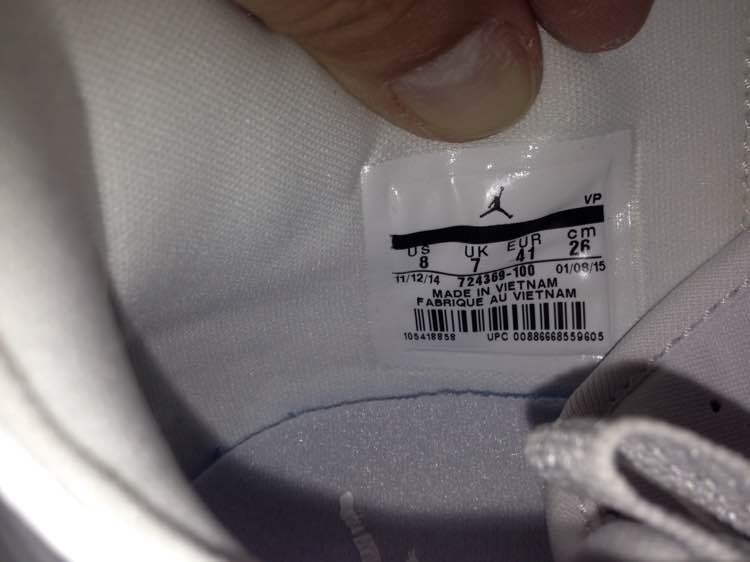 VP
US UK EUR cm
8 7 41 26
11/12/14 724369-100 01/09/15
MADE IN VIETNAM
FABRIQUE AU VIETNAM
105418858 UPC 00886668559605